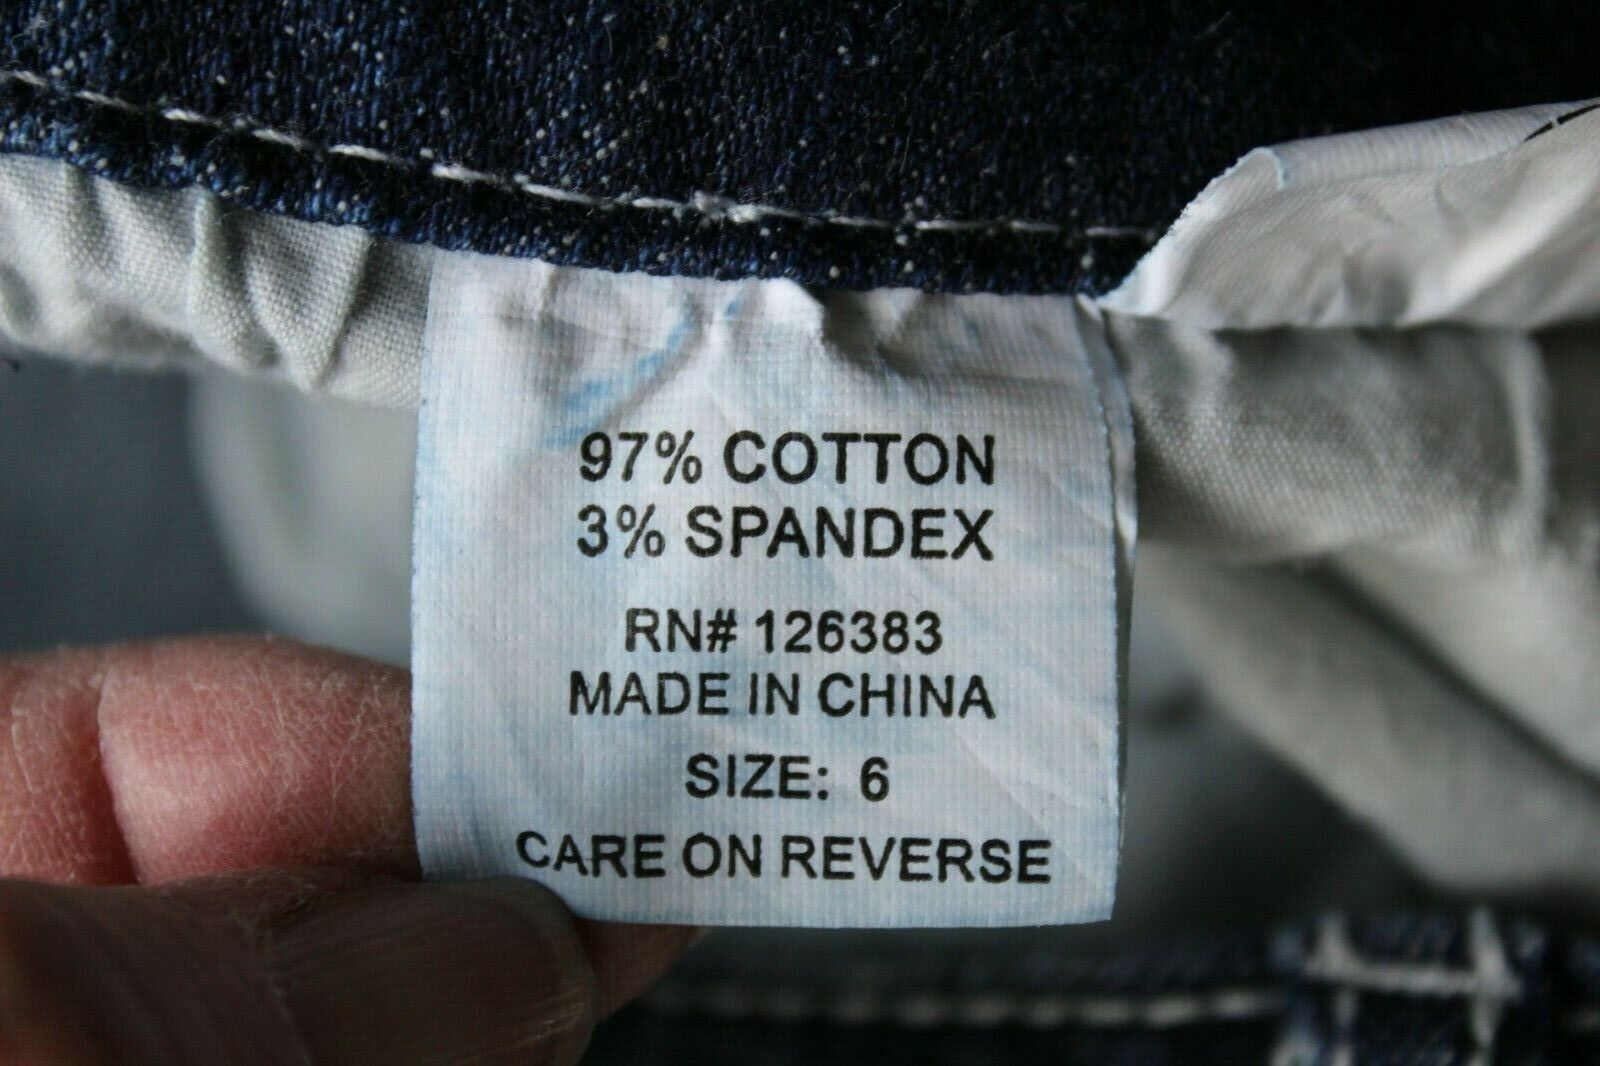 97% COTTON
3% SPANDEX
RN# 126383
MADE IN CHINA
SIZE: 6
CARE ON REVERSE